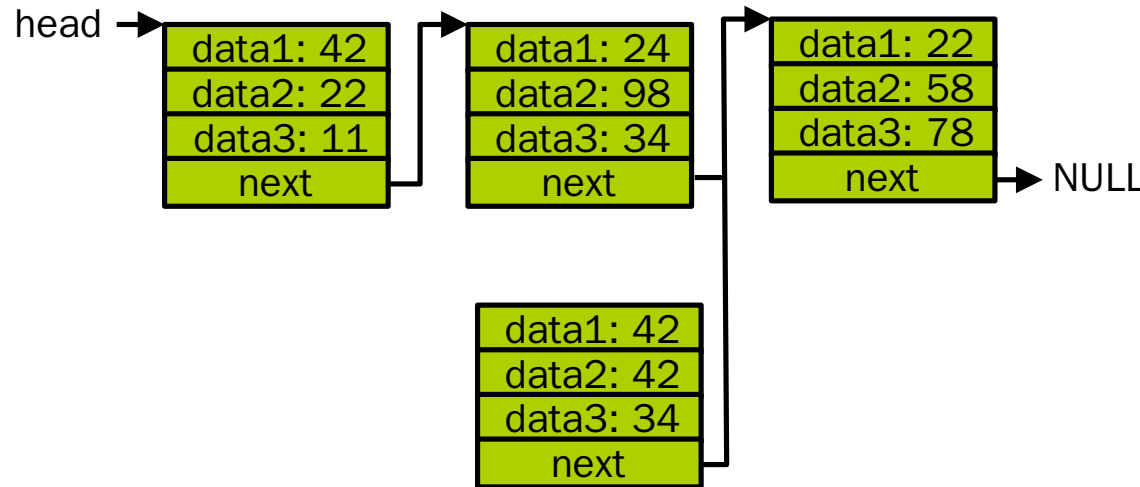 head
data1: 42
data2: 22
data3: 11
next
data1: 24
data2: 98
data3: 34
next
data1: 22
data2: 58
data3: 78
next
NULL
data1: 42
data2: 42
data3: 34
next